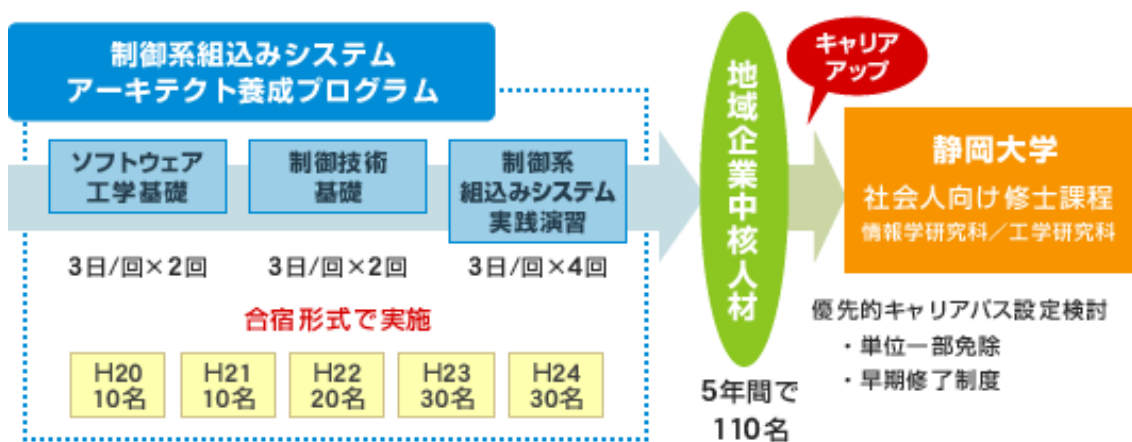 制御系組込みシステム
アーキテクト養成プログラム
ソフトウェア
工学基礎
3日/回×2回
制御技術
基礎
3日/回×2回
制御系
組込みシステム
実践演習
3日/回×4回
合宿形式で実施
H20
10名
H21
10名
H22
20名
H23
30名
H24
30名
地域企業中核人材
5年間で
110名
キャリア
アップ
静岡大学
社会人向け修士課程
情報学研究科／工学研究科
優先的キャリアパス設定検討
・単位一部免除
・早期修了制度